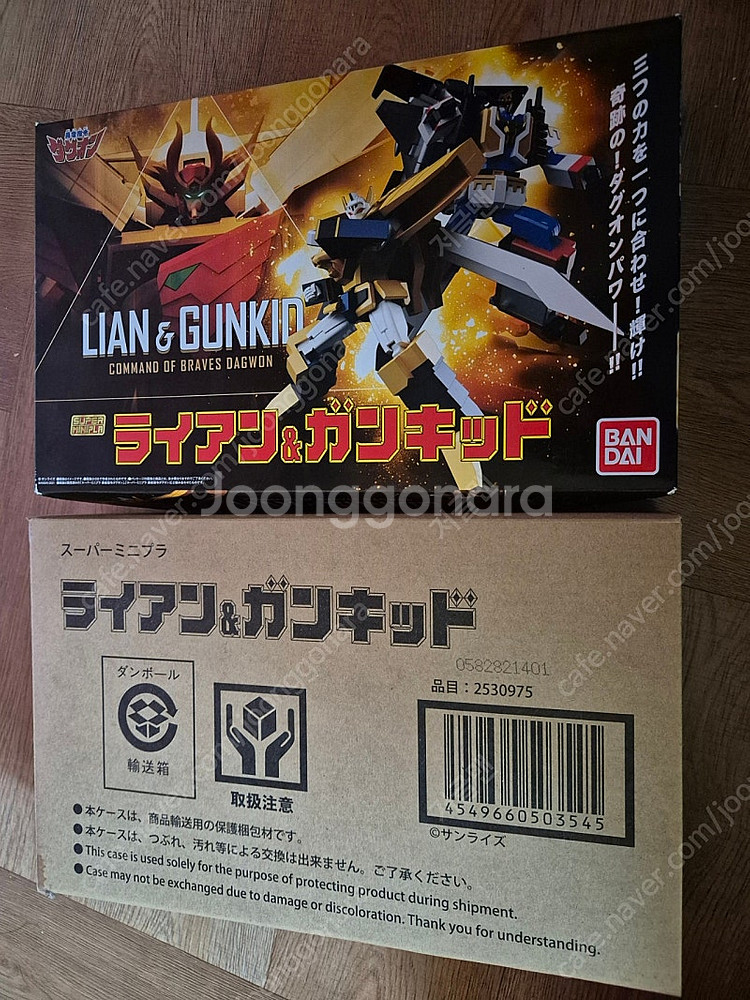 勇者指令
ダグオン
三つの力を一つに合わせ!輝け!!
奇跡の!ダグオンパワー——!!
LIAN & GUNKID
COMMAND OF BRAVES DAGWON
SUPER
MINIPLA
ライアン&ガンキッド
BAN
DAI
Joonggonara
cafe.naver.com/joonggonara
スーパーミニプラ
ライアン&ガンキッド
0582821401
品目:2530975
ダンボール
輸送箱
取扱注意
4549660503545
©サンライズ
●本ケースは、商品輸送用の保護梱包材です。
●本ケースは、つぶれ、汚れ等による交換は出来ません。ご了承ください。
●This case is used solely for the purpose of protecting product during shipment.
●Case may not be exchanged due to damage or discoloration. Thank you for understanding.